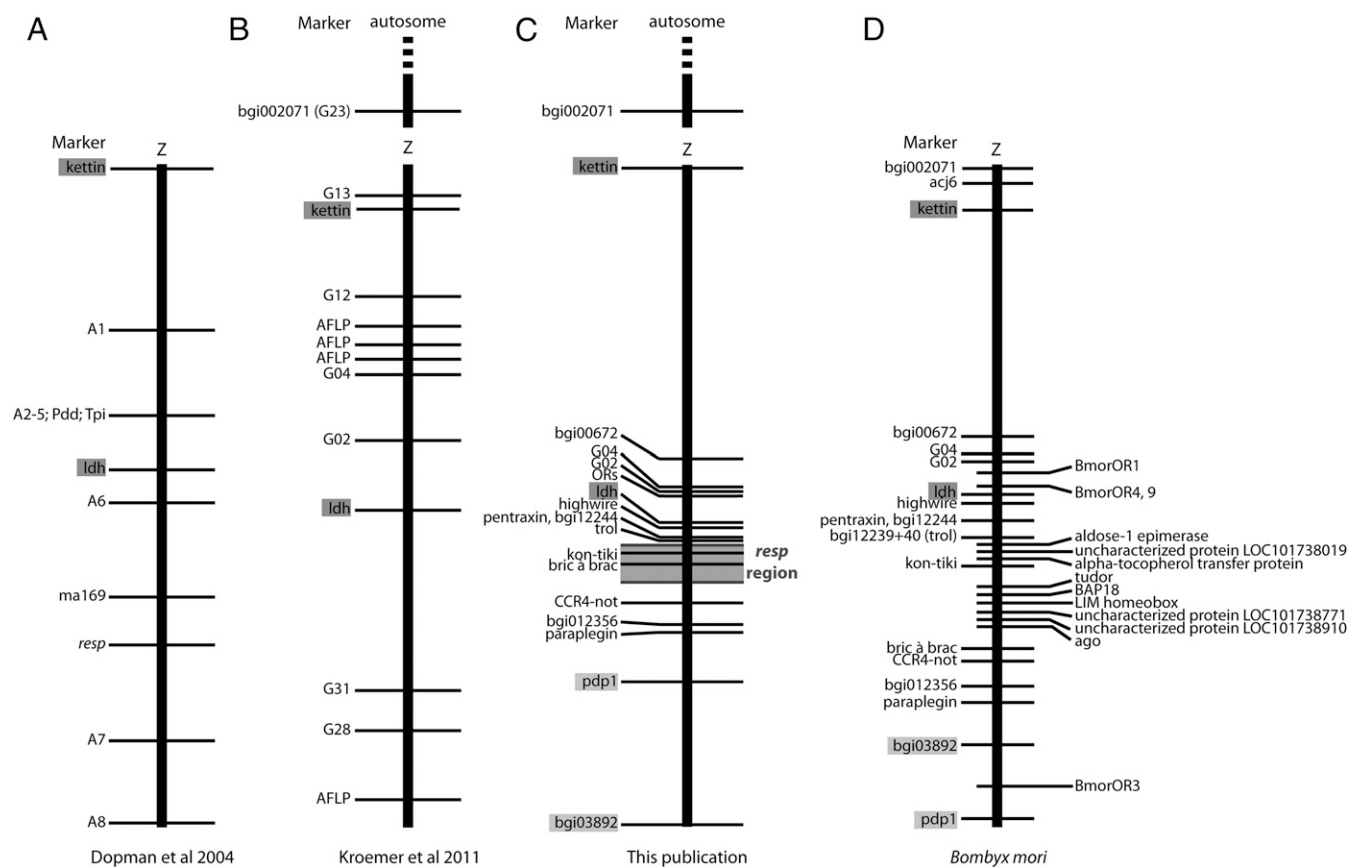 A
B
C
D
Marker
autosome
Marker
autosome
bgi002071 (G23)
bgi002071
Marker
Z
kettin
A1
A2-5; Pdd; Tpi
ldh
A6
ma169
resp
A7
A8
Dopman et al 2004
Z
G13
kettin
G12
AFLP
AFLP
AFLP
G04
G02
ldh
G31
G28
AFLP
Kroemer et al 2011
Z
kettin
bgi00672
G04
G02
ORs
ldh
highwire
pentraxin, bgi12244
trol
kon-tiki
bric à brac
resp
region
CCR4-not
bgi012356
paraplegin
pdp1
bgi03892
This publication
Marker
Z
bgi002071
acj6
kettin
bgi00672
G04
G02
BmorOR1
ldh
BmorOR4, 9
highwire
pentraxin, bgi12244
bgi12239+40 (trol)
aldose-1 epimerase
uncharacterized protein LOC101738019
alpha-tocopherol transfer protein
kon-tiki
tudor
BAP18
LIM homeobox
uncharacterized protein LOC101738771
uncharacterized protein LOC101738910
ago
bric à brac
CCR4-not
bgi012356
paraplegin
bgi03892
BmorOR3
pdp1
Bombyx mori